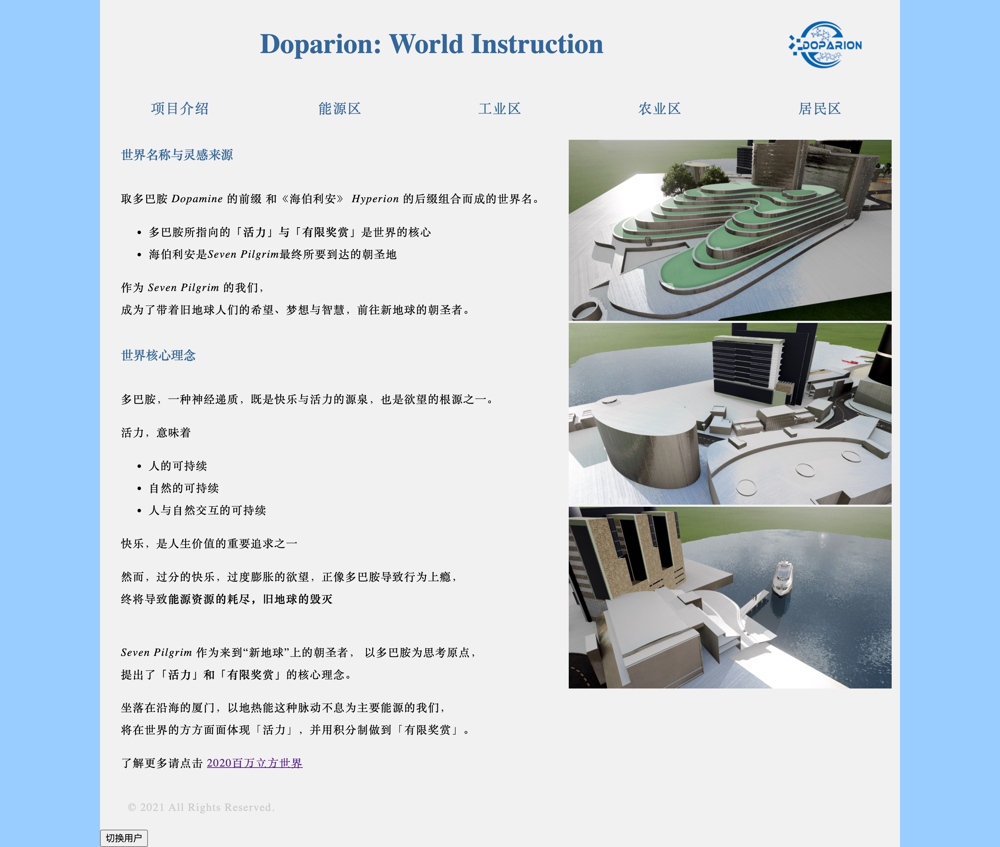 Doparion: World Instruction
DOPARION
项目介绍
能源区
工业区
农业区
居民区
世界名称与灵感来源
取多巴胺 Dopamine 的前缀 和《海伯利安》 Hyperion 的后缀组合而成的世界名。
• 多巴胺所指向的「活力」与「有限奖赏」是世界的核心
• 海伯利安是Seven Pilgrim最终所要到达的朝圣地
作为 Seven Pilgrim 的我们，
成为了带着旧地球人们的希望、梦想与智慧，前往新地球的朝圣者。
世界核心理念
多巴胺，一种神经递质，既是快乐与活力的源泉，也是欲望的根源之一。
活力，意味着
• 人的可持续
• 自然的可持续
• 人与自然交互的可持续
快乐，是人生价值的重要追求之一
然而，过分的快乐，过度膨胀的欲望，正像多巴胺导致行为上瘾，
终将导致能源资源的耗尽，旧地球的毁灭
Seven Pilgrim 作为来到“新地球”上的朝圣者， 以多巴胺为思考原点，
提出了「活力」和「有限奖赏」的核心理念。
坐落在沿海的厦门，以地热能这种脉动不息为主要能源的我们，
将在世界的方方面面体现「活力」，并用积分制做到「有限奖赏」。
了解更多请点击 2020百万立方世界
© 2021 All Rights Reserved.
切换用户